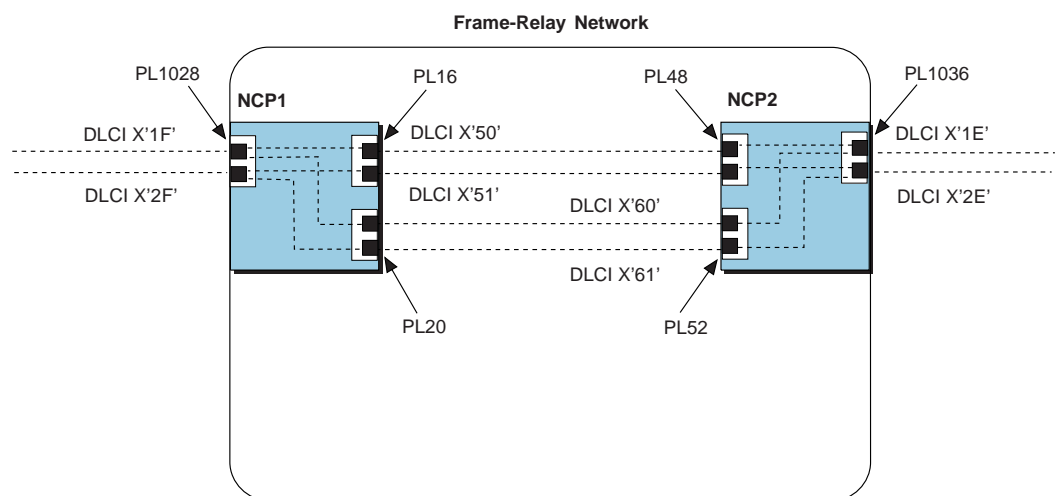 Frame-Relay Network
PL1028
PL16
PL48
PL1036
NCP1
NCP2
DLCI X'1F'
DLCI X'50'
DLCI X'1E'
DLCI X'2F'
DLCI X'51'
DLCI X'60'
DLCI X'2E'
DLCI X'61'
PL20
PL52